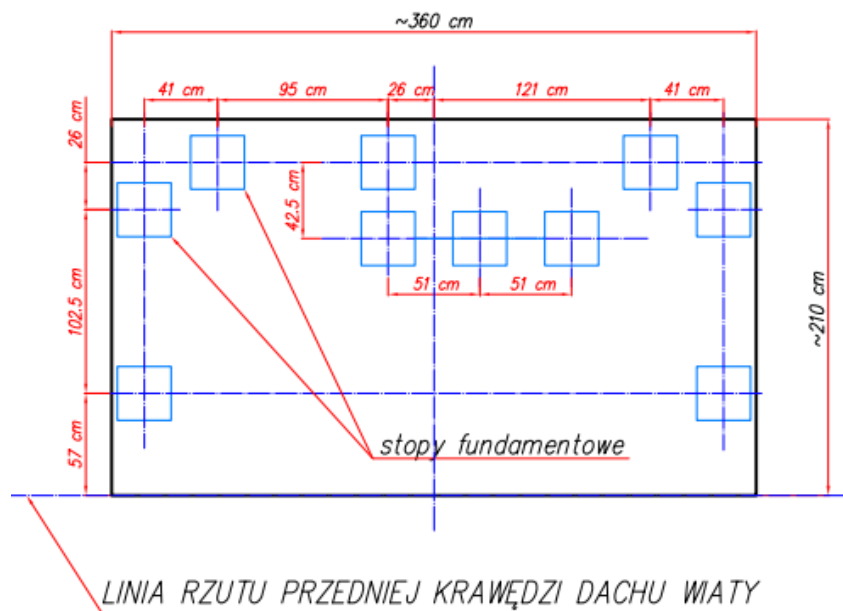 ~360 cm
41 cm
95 cm
26 cm
121 cm
41 cm
26 cm
42.5 cm
51 cm
51 cm
102.5 cm
~210 cm
57 cm
stopy fundamentowe
LINIA RZUTU PRZEDNIEJ KRAWĘDZI DACHU WIATY